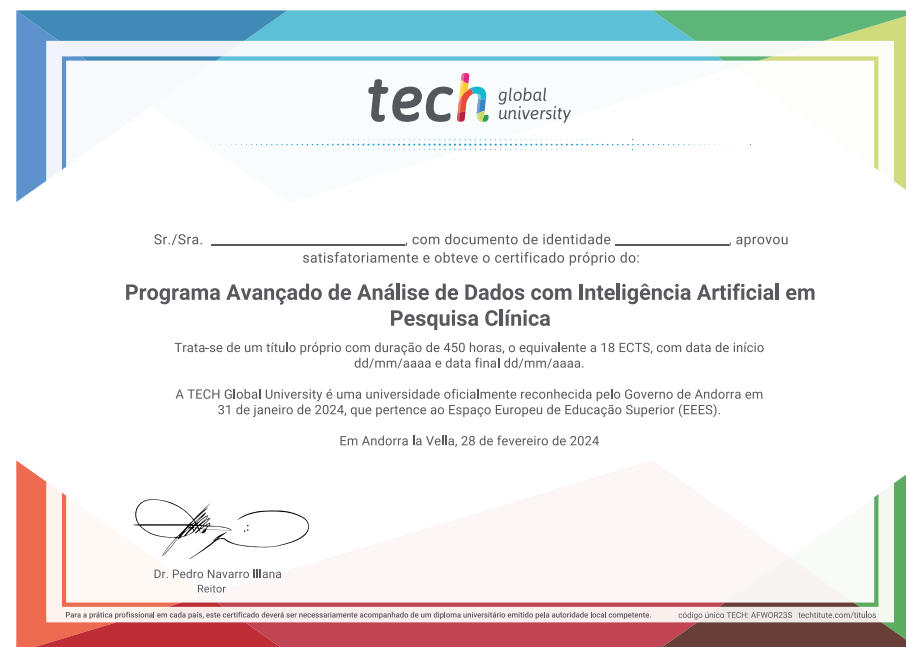 tech global university
Sr./Sra. ____________________, com documento de identidade ____________, aprovou
satisfatoriamente e obteve o certificado próprio do:
Programa Avançado de Análise de Dados com Inteligência Artificial em
Pesquisa Clínica
Trata-se de um título próprio com duração de 450 horas, o equivalente a 18 ECTS, com data de início
dd/mm/aaaa e data final dd/mm/aaaa.
A TECH Global University é uma universidade oficialmente reconhecida pelo Governo de Andorra em
31 de janeiro de 2024, que pertence ao Espaço Europeu de Educação Superior (EEES).
Em Andorra la Vella, 28 de fevereiro de 2024
Dr. Pedro Navarro Illana
Reitor
Para a prática profissional em cada país, este certificado deverá ser necessariamente acompanhado de um diploma universitário emitido pela autoridade local competente. código único TECH: AFWOR23S techtitute.com/titulos